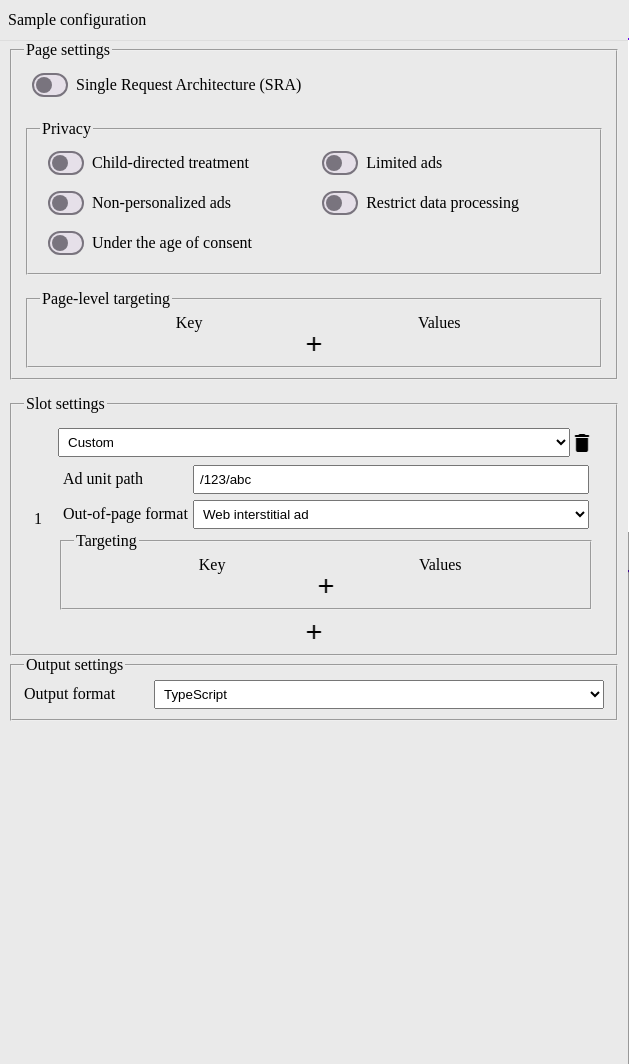 Sample configuration
Page settings
Single Request Architecture (SRA)
Privacy
Child-directed treatment
Limited ads
Non-personalized ads
Restrict data processing
Under the age of consent
Page-level targeting
Key
Values
+
Slot settings
Custom
Ad unit path
/123/abc
1
Out-of-page format
Web interstitial ad
Targeting
Key
Values
+
+
Output settings
Output format
TypeScript